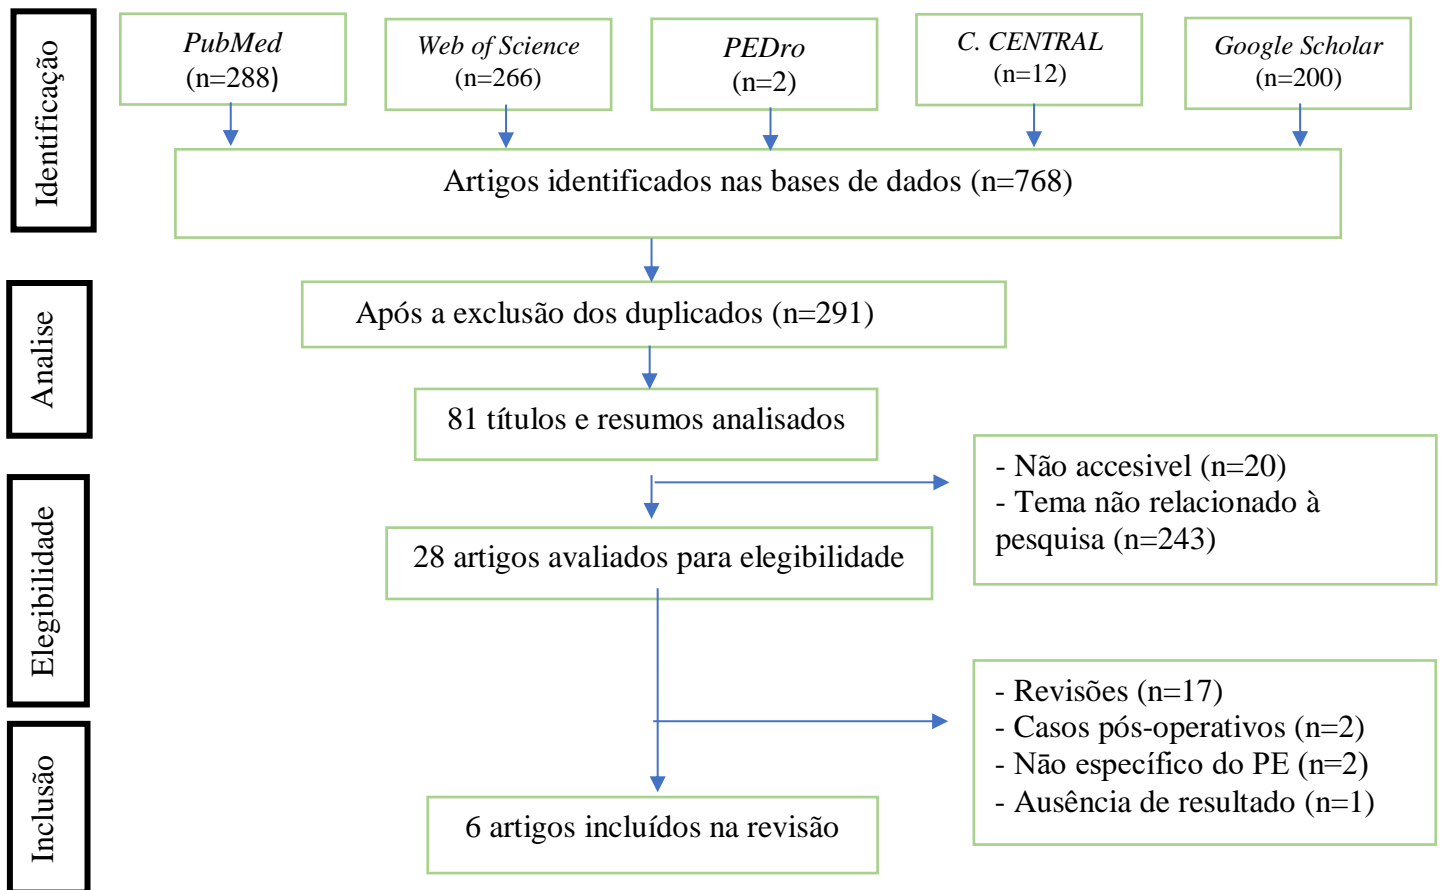 Identificação
PubMed
(n=288)
Web of Science
(n=266)
PEDro
(n=2)
C. CENTRAL
(n=12)
Google Scholar
(n=200)
Artigos identificados nas bases de dados (n=768)
Analise
Após a exclusão dos duplicados (n=291)
81 títulos e resumos analisados
Elegibilidade
- Não accesivel (n=20)
- Tema não relacionado à
pesquisa (n=243)
28 artigos avaliados para elegibilidade
- Revisões (n=17)
- Casos pós-operativos (n=2)
- Nāo específico do PE (n=2)
- Ausência de resultado (n=1)
Inclusão
6 artigos incluídos na revisão